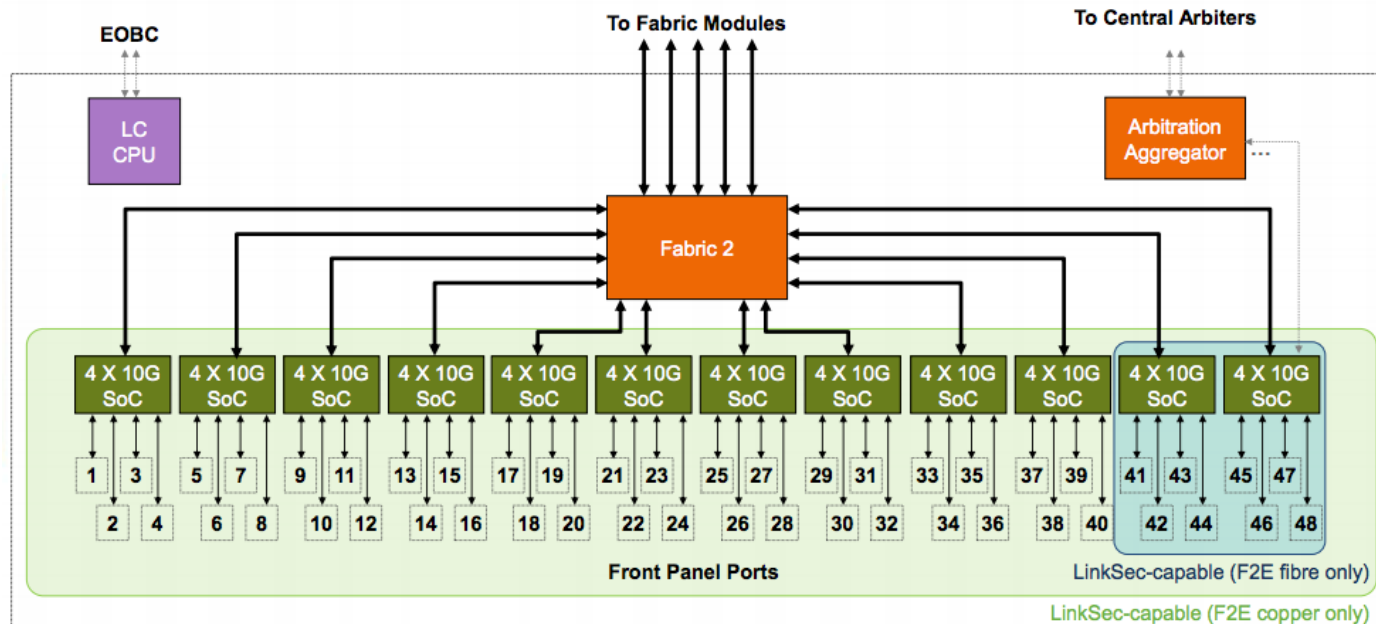 To Fabric Modules
To Central Arbiters
EOBC
LC
CPU
Arbitration
Aggregator
...
Fabric 2
4 X 10G
SoC
4 X 10G
SoC
4 X 10G
SoC
4 X 10G
SoC
4 X 10G
SoC
4 X 10G
SoC
4 X 10G
SoC
4 X 10G
SoC
4 X 10G
SoC
4 X 10G
SoC
4 X 10G
SoC
4 X 10G
SoC
1 3 5 7 9 11 13 15 17 19 21 23 25 27 29 31 33 35 37 39 41 43 45 47
2 4 6 8 10 12 14 16 18 20 22 24 26 28 30 32 34 36 38 40 42 44 46 48
Front Panel Ports
LinkSec-capable (F2E fibre only)
LinkSec-capable (F2E copper only)